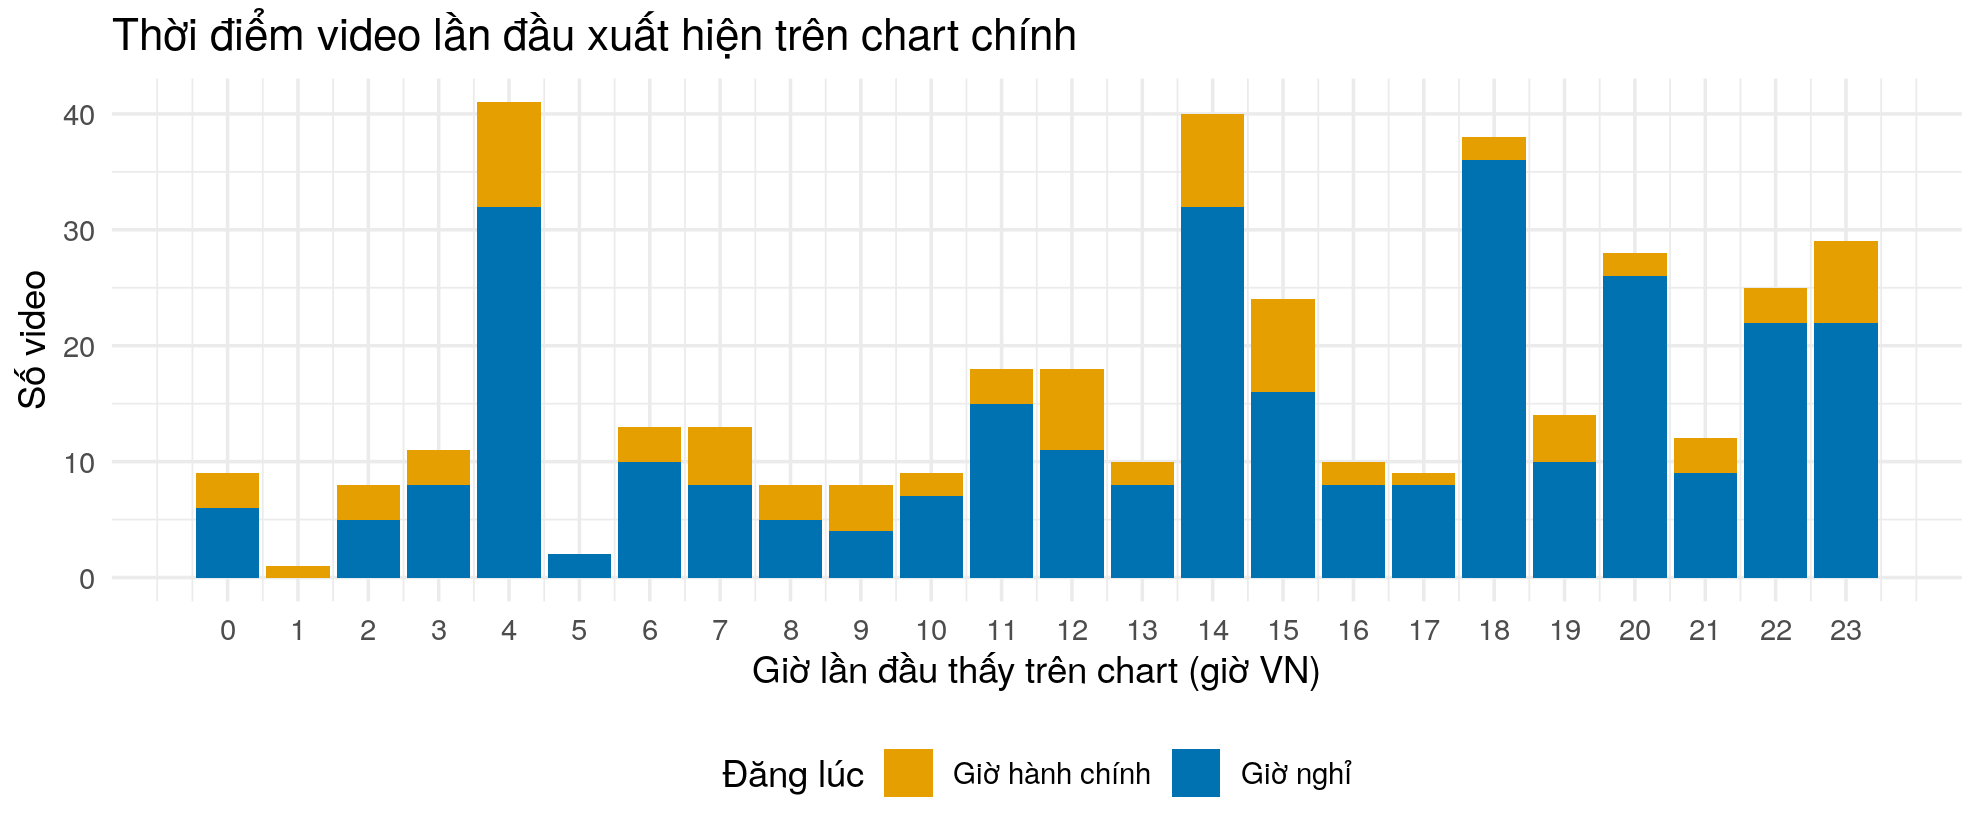 Thời điểm video lần đầu xuất hiện trên chart chính
40
30
20
10
0
Số video
0 1 2 3 4 5 6 7 8 9 10 11 12 13 14 15 16 17 18 19 20 21 22 23
Giờ lần đầu thấy trên chart (giờ VN)
Đăng lúc Giờ hành chính Giờ nghỉ